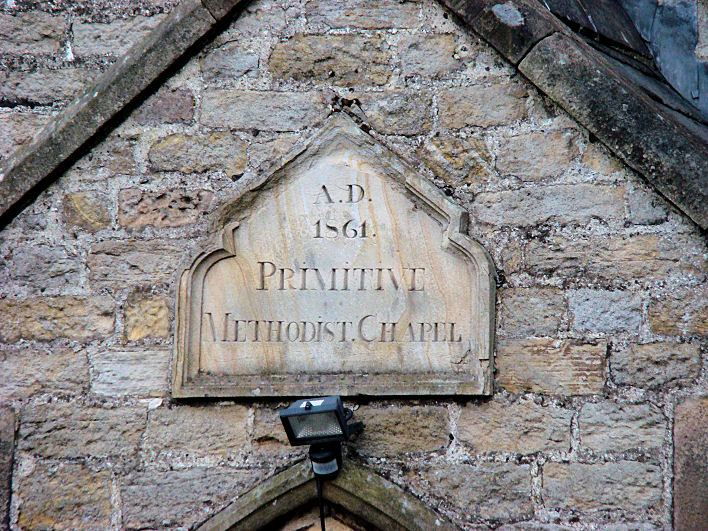 A.D.
1861.
PRIMITIVE
METHODIST. CHAPEL